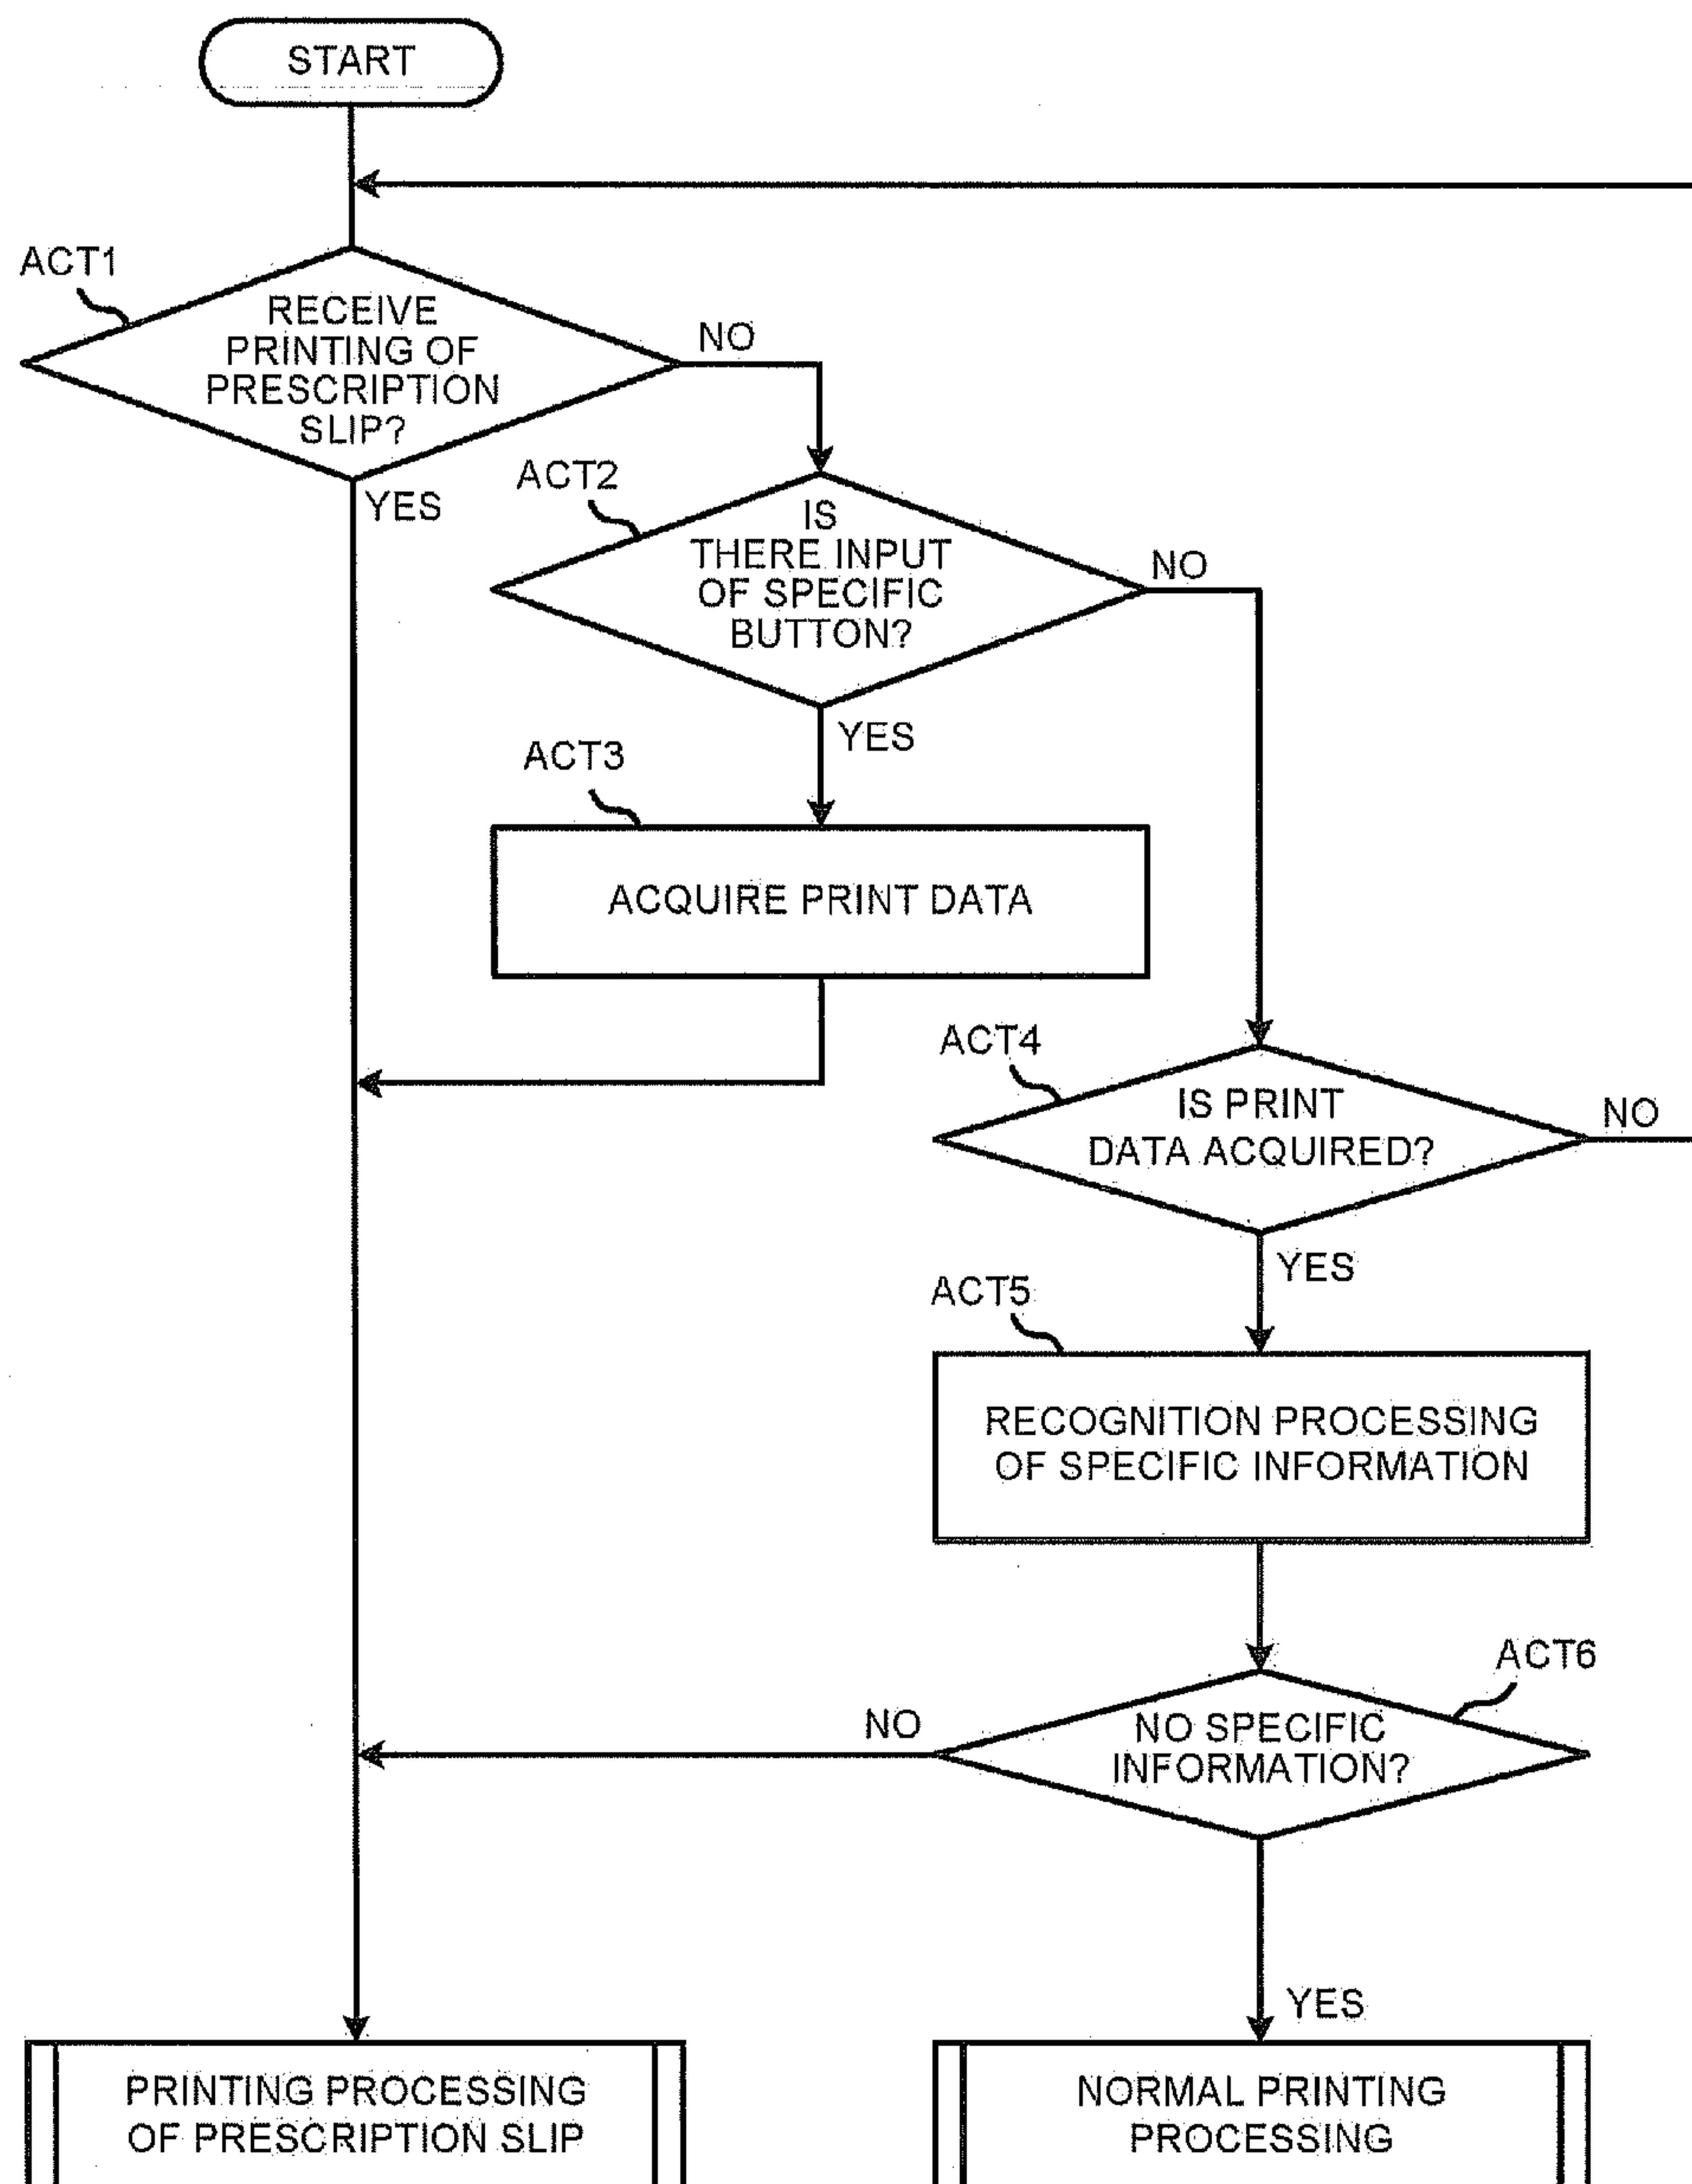 START
ACT1
RECEIVE
PRINTING OF
PRESCRIPTION
SLIP?
NO
YES
ACT2
IS
THERE INPUT
OF SPECIFIC
BUTTON?
NO
YES
ACT3
ACQUIRE PRINT DATA
ACT4
IS PRINT
DATA ACQUIRED?
NO
YES
ACT5
RECOGNITION PROCESSING
OF SPECIFIC INFORMATION
ACT6
NO SPECIFIC
INFORMATION?
NO
YES
PRINTING PROCESSING
OF PRESCRIPTION SLIP
NORMAL PRINTING
PROCESSING